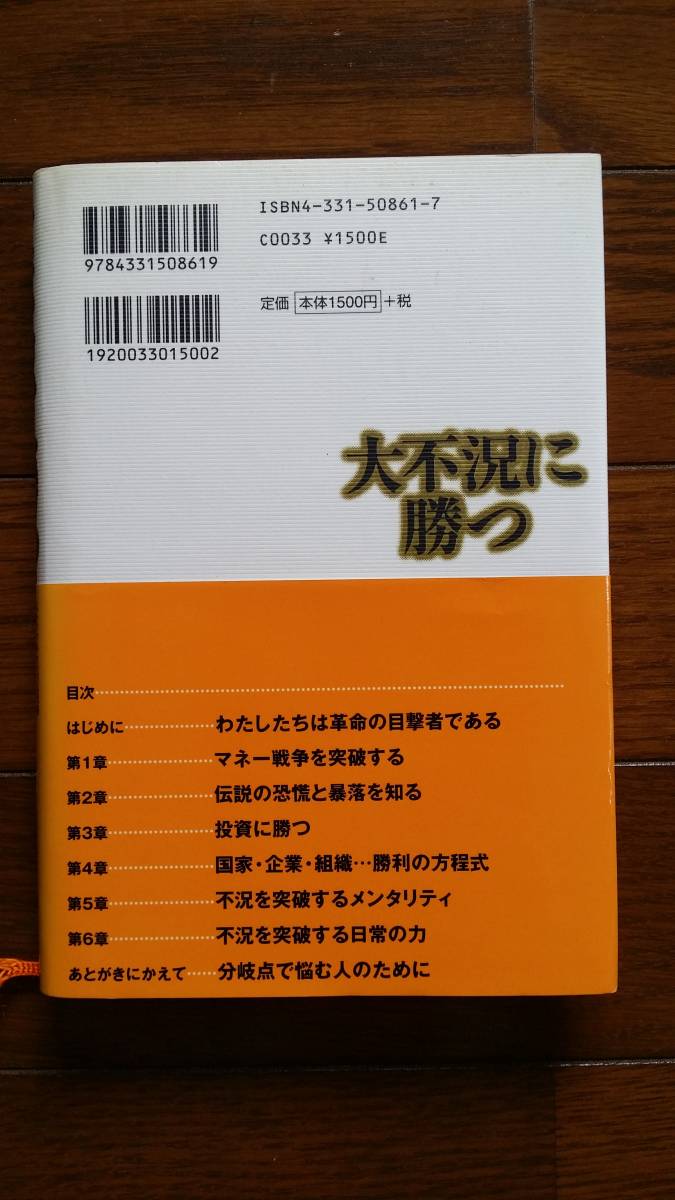 ISBN4-331-50861-7
C0033 ¥1500E
9784331508619
定価 本体1500円+税
1920033015002
大不況に
勝つ
目次……………………………………………
はじめに…………わたしたちは革命の目撃者である
第1章……………マネー戦争を突破する
第2章……………伝説の恐慌と暴落を知る
第3章……………投資に勝つ
第4章……………国家・企業・組織…勝利の方程式
第5章……………不況を突破するメンタリティ
第6章……………不況を突破する日常の力
あとがきにかえて……分岐点で悩む人のために